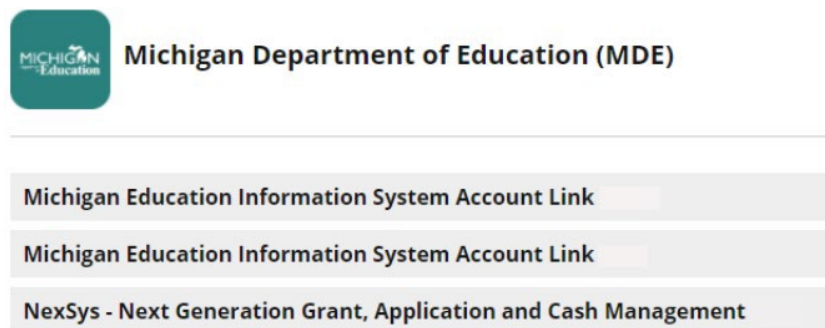 MICHIGAN
Education
Michigan Department of Education (MDE)
Michigan Education Information System Account Link
Michigan Education Information System Account Link
NexSys - Next Generation Grant, Application and Cash Management